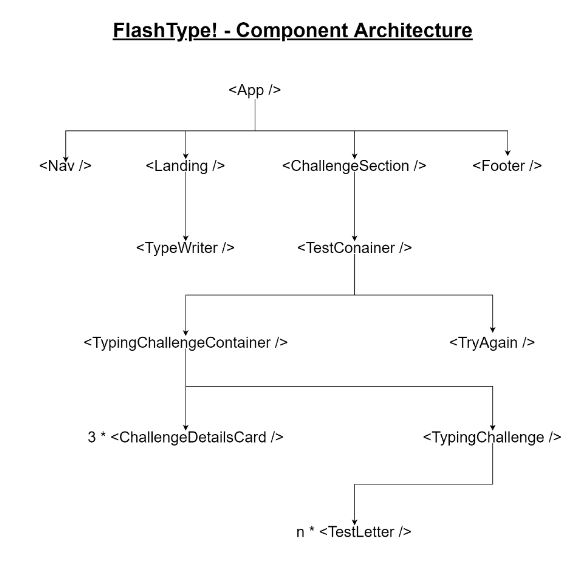 FlashType! - Component Architecture
<App />
<Nav /> <Landing /> <ChallengeSection /> <Footer />
<TypeWriter /> <TestConainer />
<TypingChallengeContainer /> <TryAgain />
3 * <ChallengeDetailsCard /> <TypingChallenge />
n * <TestLetter />